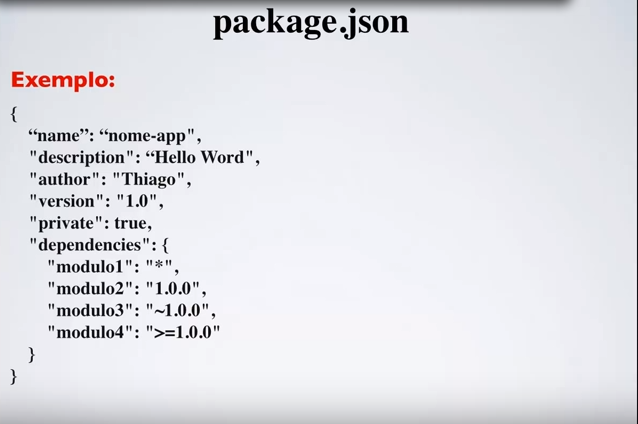 package.json
Exemplo:
{
“name”: “nome-app",
"description": “Hello Word",
"author": "Thiago",
"version": "1.0",
"private": true,
"dependencies": {
"modulo1": "*",
"modulo2": "1.0.0",
"modulo3": "~1.0.0",
"modulo4": ">=1.0.0"
}
}